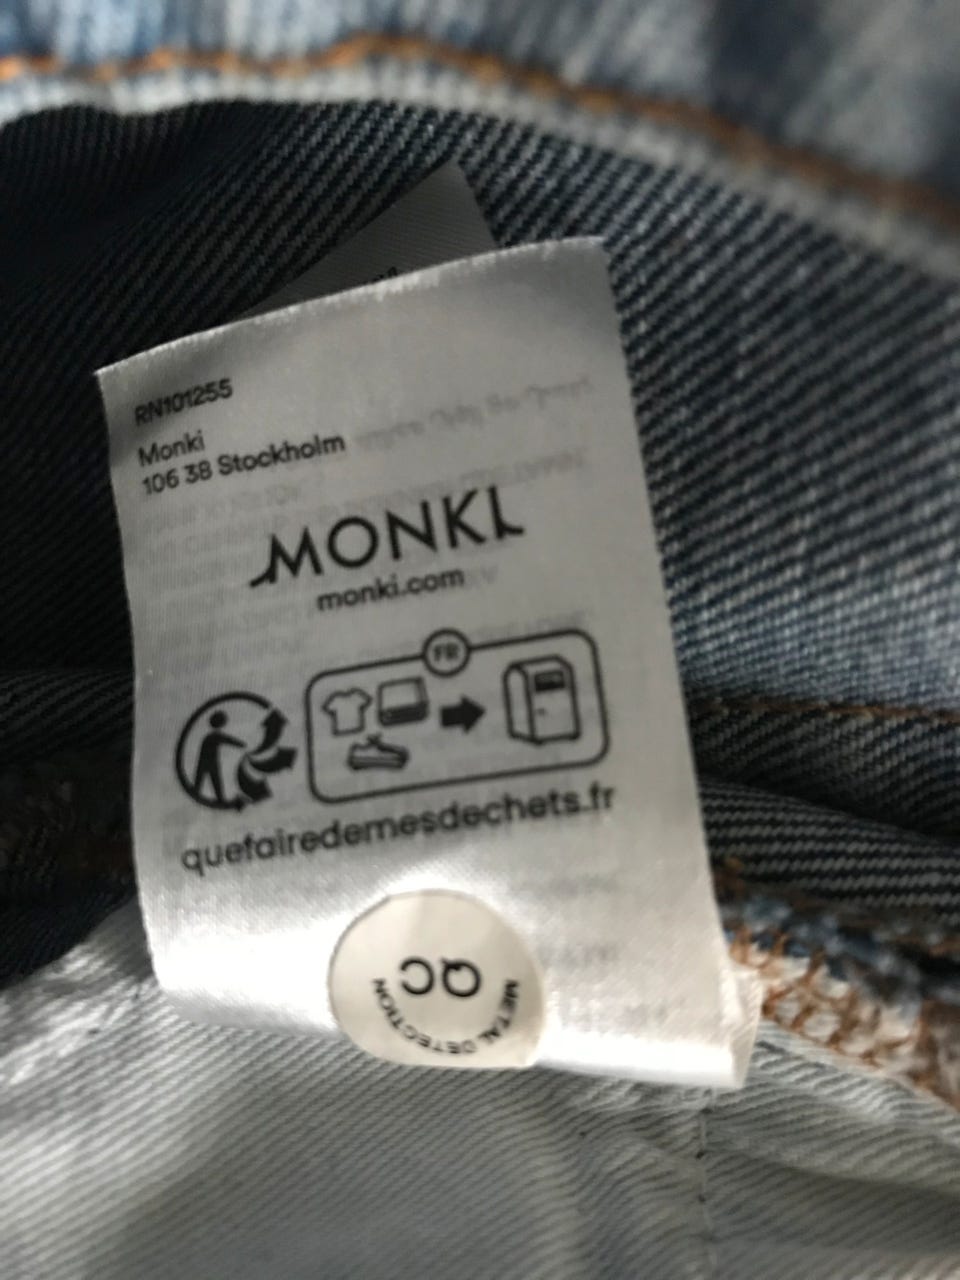 RN101255
Monki
106 38 Stockholm
MONKI
monki.com
FR
quefairedemesdechets.fr
QC
METAL DETECTION